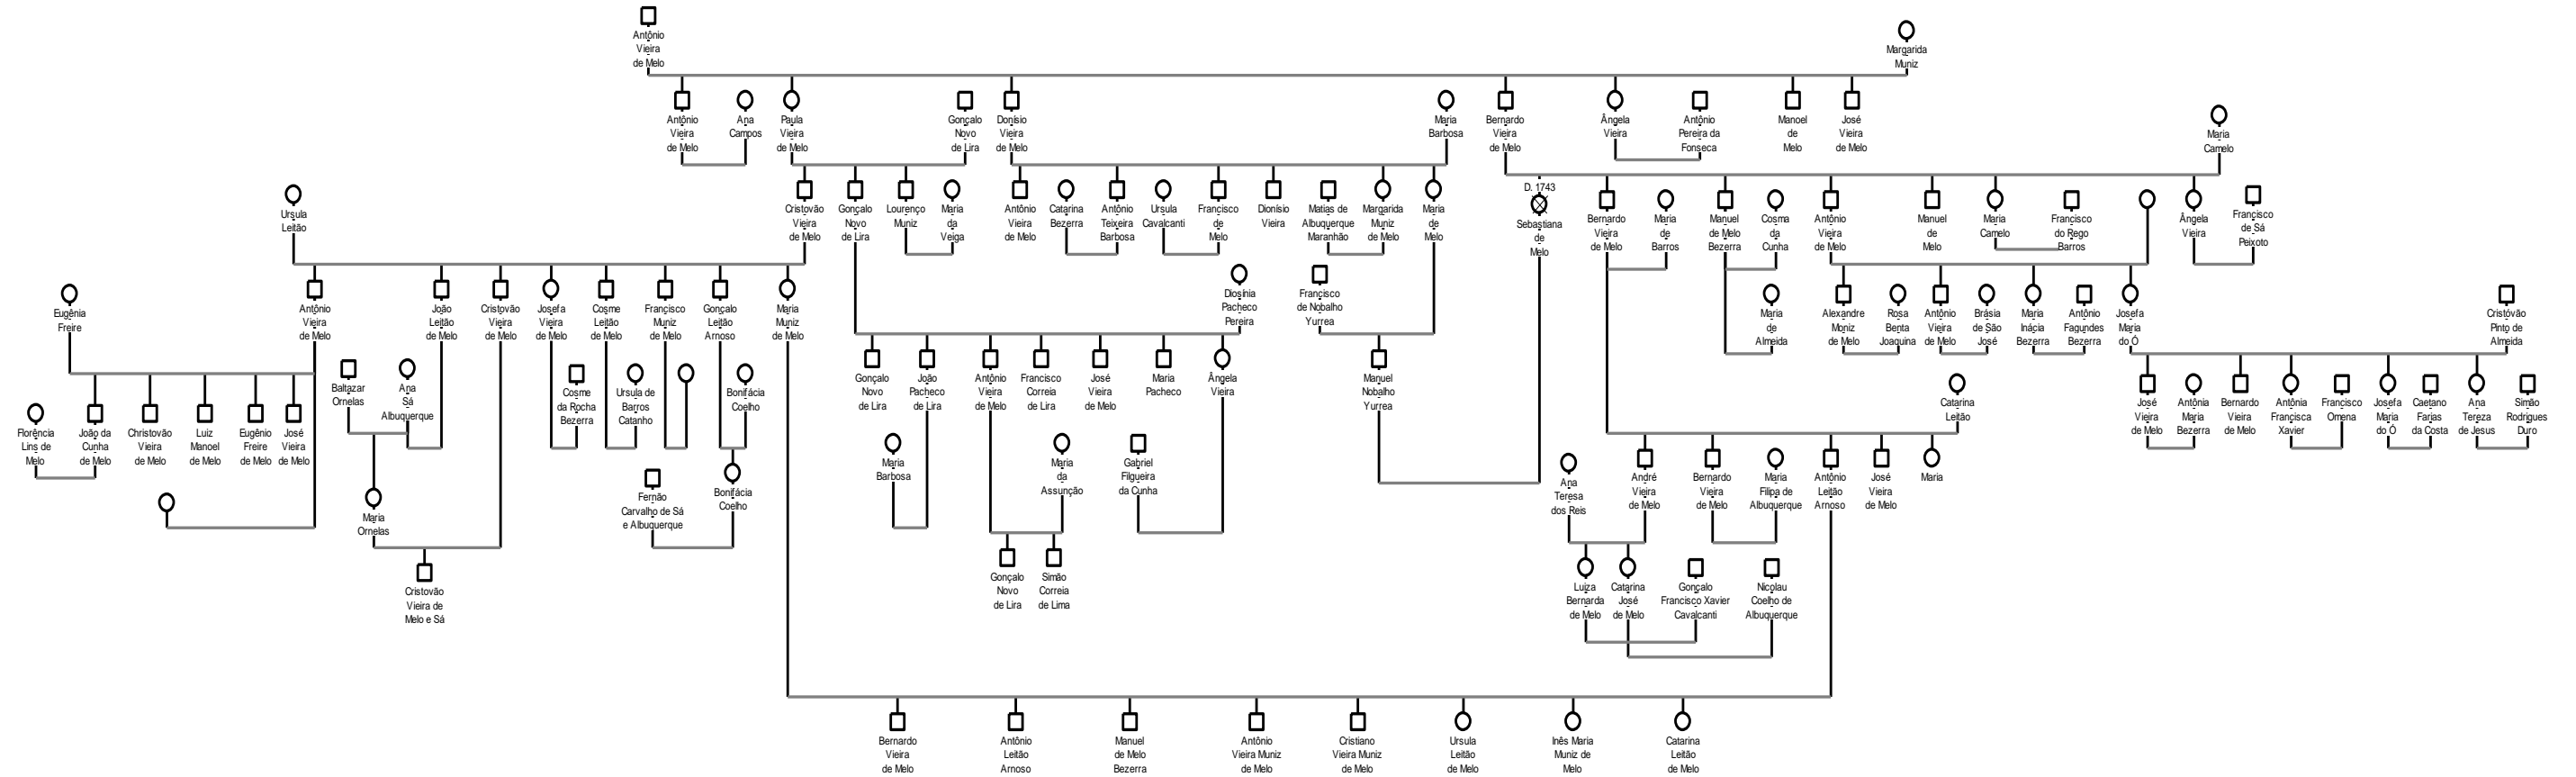 Antônio
Vieira
de Melo
Margarida
Muniz
Antônio
Vieira
de Melo
Ana
Campos
Paula
Vieira
de Melo
Gonçalo
Novo
de Lira
Donísio
Vieira
de Melo
Maria
Barbosa
Bernardo
Vieira
de Melo
Ângela
Vieira
Antônio
Pereira da
Fonseca
Manoel
de
Melo
José
Vieira
de Melo
Maria
Camelo
Ursula
Leitão
Cristovão
Vieira
de Melo
Gonçalo
Novo
de Lira
Lourenço
Muniz
Maria
da
Veiga
Antônio
Vieira
de Melo
Catarina
Bezerra
Antônio
Teixeira
Barbosa
Ursula
Cavalcanti
Francisco
de
Melo
Dionísio
Vieira
Matias de
Albuquerque
Maranhão
Margarida
Muniz de
Melo
Maria
de
Melo
D. 1743
Sebastiana
de
Melo
Bernardo
Vieira
de Melo
Maria
de
Barros
Manuel
de Melo
Bezerra
Cosma
da
Cunha
Antônio
Vieira
de Melo
Manuel
de
Melo
Maria
Camelo
Francisco
do Rego
Barros
Ângela
Vieira
Francisco
de Sá
Peixoto
Eugênia
Freire
Antônio
Vieira
de Melo
João
Leitão
de Melo
Cristovão
Vieira
de Melo
Josefa
Vieira
de Melo
Cosme
Leitão
de Melo
Francisco
Muniz
de Melo
Gonçalo
Leitão
Arnoso
Maria
Muniz
de Melo
Diosínia
Pacheco
Pereira
Francisco
de Nobalho
Yurrea
Maria
de
Almeida
Alexandre
Moniz
de Melo
Rosa
Benta
Joaquina
Antônio
Vieira
de Melo
Brásia
de São
José
Maria
Inácia
Bezerra
Antônio
Fagundes
Bezerra
Josefa
Maria
do Ó
Cristóvão
Pinto de
Almeida
Florência
Lins de
Melo
João da
Cunha
de Melo
Christovão
Vieira
de Melo
Luiz
Manoel
de Melo
Eugênio
Freire
de Melo
José
Vieira
de Melo
Baltazar
Ornelas
Ana
Sá
Albuquerque
Cosme
da Rocha
Bezerra
Ursula de
Barros
Catanho
Bonifácia
Coelho
Gonçalo
Novo
de Lira
João
Pacheco
de Lira
Antônio
Vieira
de Melo
Francisco
Correia
de Lira
José
Vieira
de Melo
Maria
Pacheco
Ângela
Vieira
Manuel
Nobalho
Yurrea
Catarina
Leitão
José
Vieira
de Melo
Antônia
Maria
Bezerra
Bernardo
Vieira
de Melo
Antônia
Francisca
Xavier
Francisco
Omena
Josefa
Maria
do Ó
Caetano
Farias
da Costa
Ana
Tereza
de Jesus
Simão
Rodrigues
Duro
Maria
Ornelas
Fernão
Carvalho de Sá
e Albuquerque
Bonifácia
Coelho
Maria
Barbosa
Maria
da
Assunção
Gabriel
Filgueira
da Cunha
Ana
Teresa
dos Reis
André
Vieira
de Melo
Bernardo
Vieira
de Melo
Maria
Filipa de
Albuquerque
Antônio
Leitão
Arnoso
José
Vieira
de Melo
Maria
Cristovão
Vieira de
Melo e Sá
Gonçalo
Novo
de Lira
Simão
Correia
de Lima
Luiza
Bernarda
de Melo
Catarina
José
de Melo
Gonçalo
Francisco Xavier
Cavalcanti
Nicolau
Coelho de
Albuquerque
Bernardo
Vieira
de Melo
Antônio
Leitão
Arnoso
Manuel
de Melo
Bezerra
Antônio
Vieira Muniz
de Melo
Cristiano
Vieira Muniz
de Melo
Ursula
Leitão
de Melo
Inês Maria
Muniz de
Melo
Catarina
Leitão
de Melo